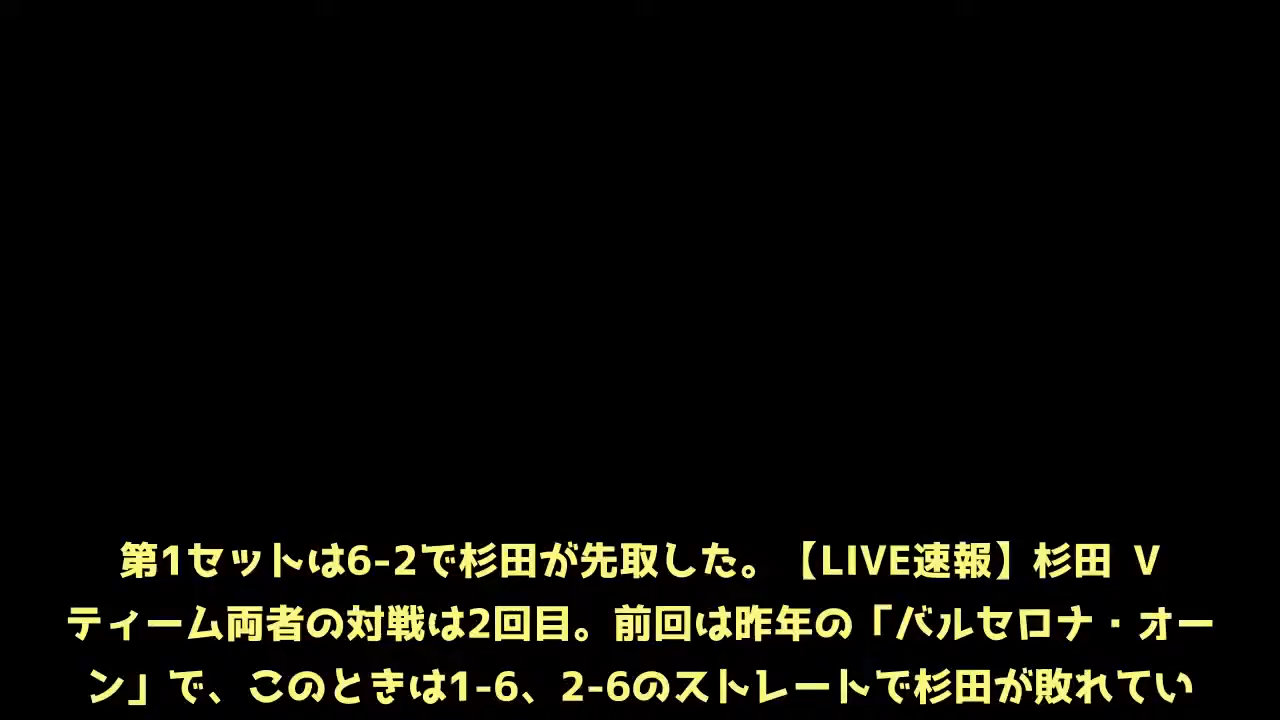 第1セットは6-2で杉田が先取した。【LIVE速報】杉田 V
ティーム両者の対戦は2回目。前回は昨年の「バルセロナ・オー
ン」で、このときは1-6、2-6のストレートで杉田が敗れてい